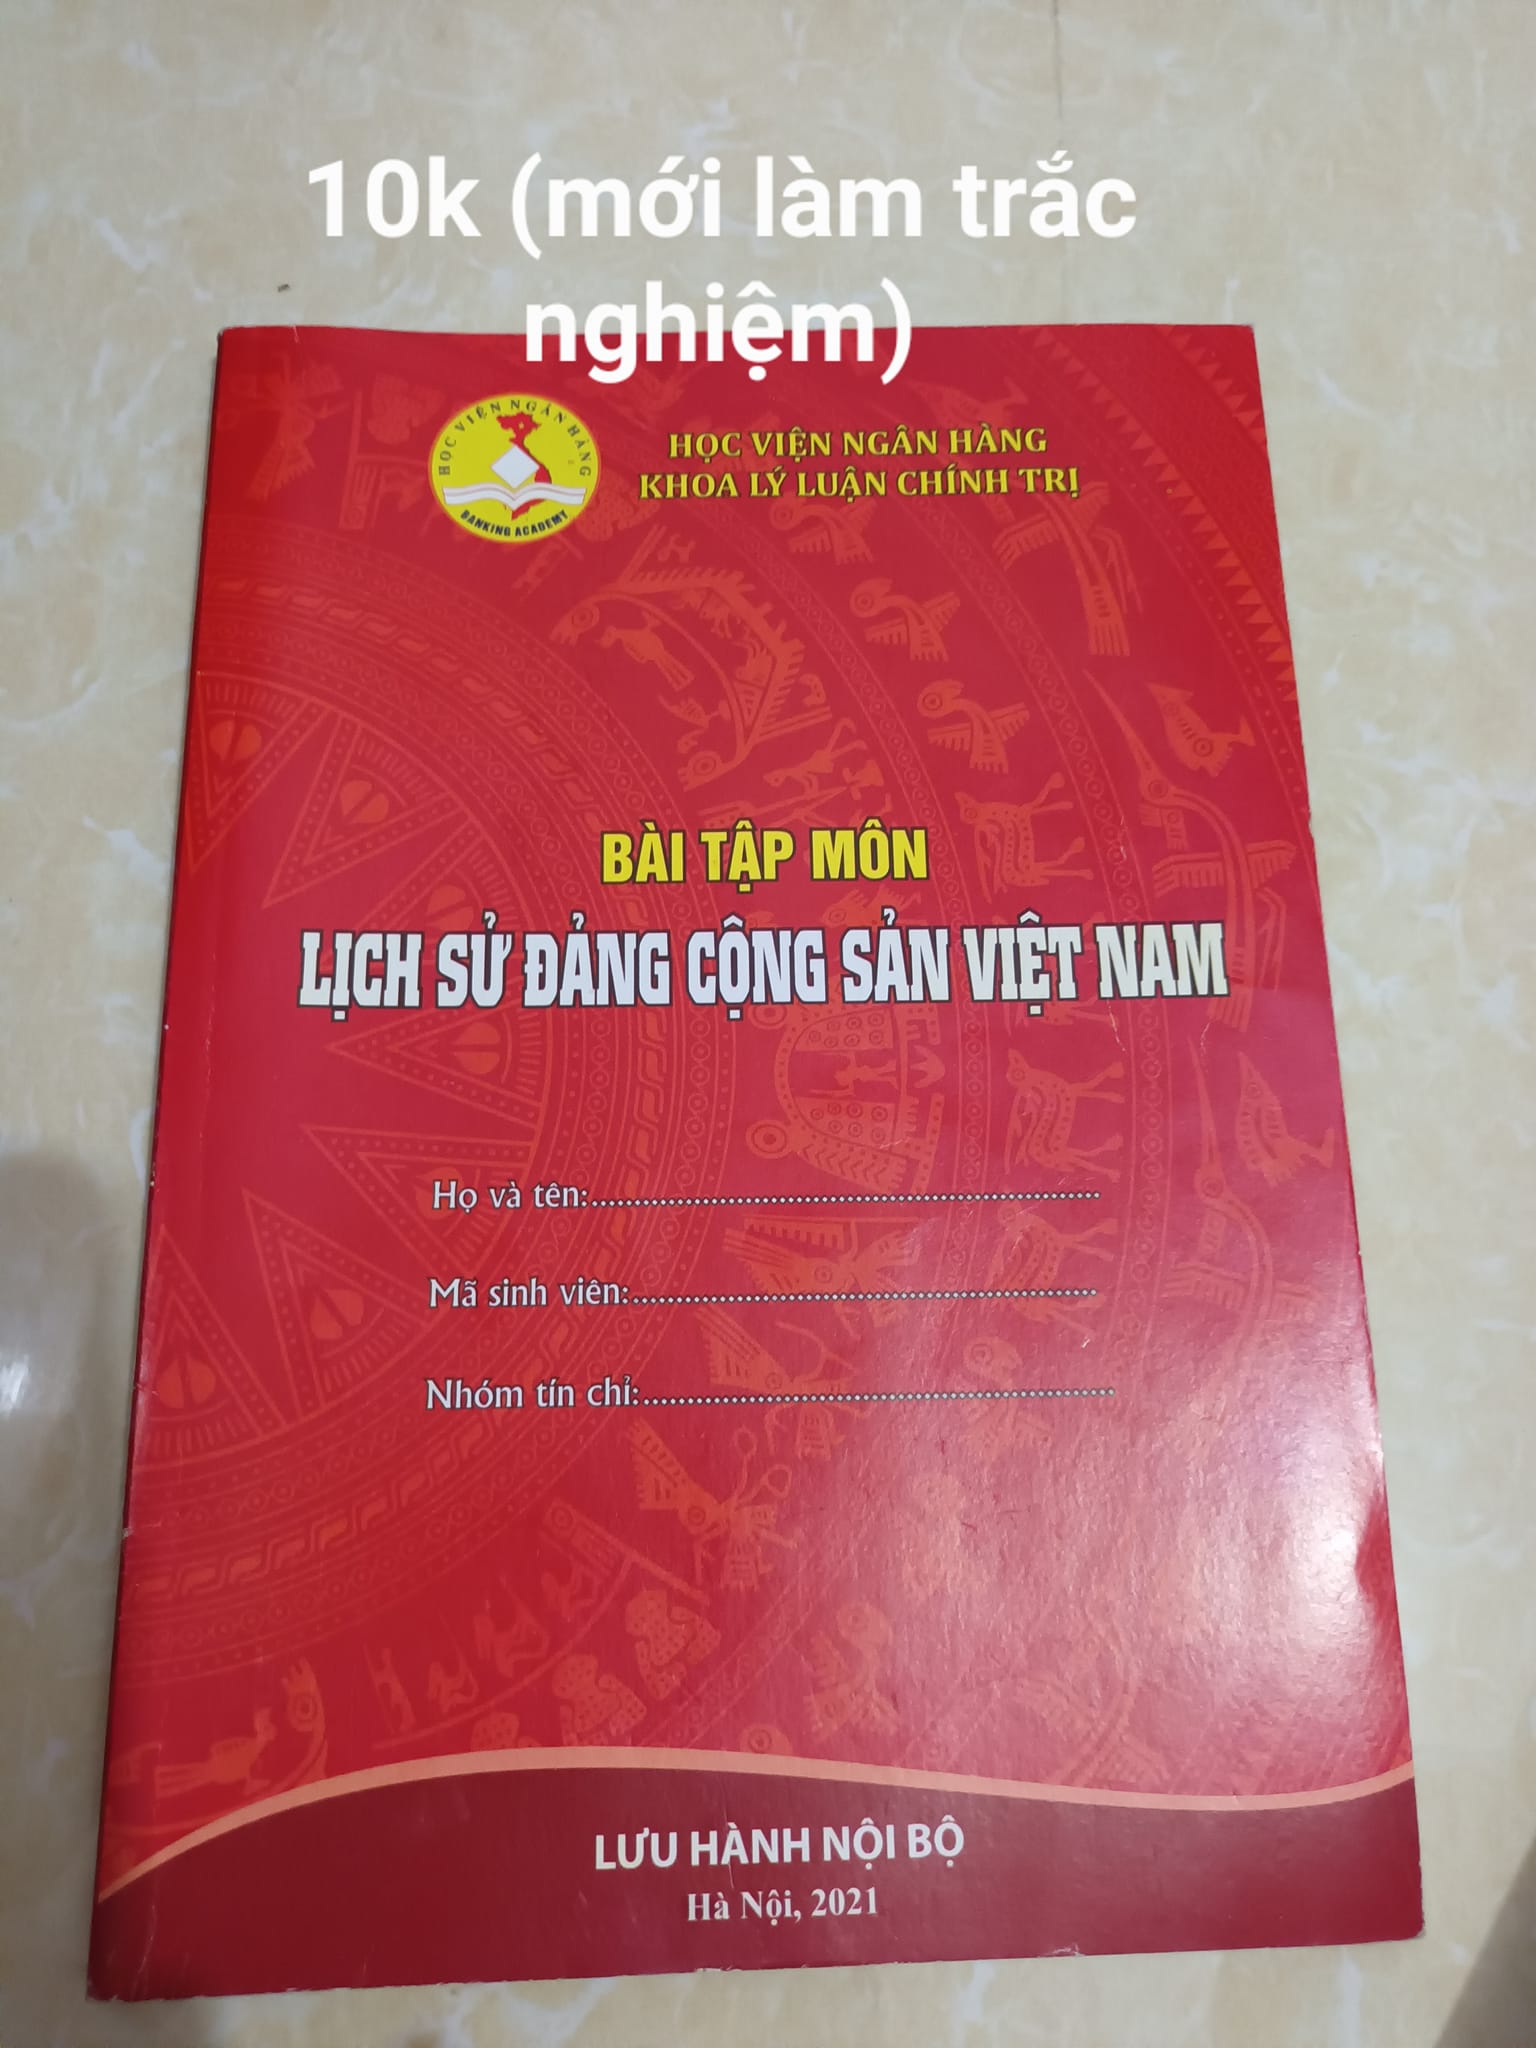 10k (mới làm trắc
nghiệm)
HỌC VIỆN NGÂN HÀNG
BANKING ACADEMY
HỌC VIỆN NGÂN HÀNG
KHOA LÝ LUẬN CHÍNH TRỊ
BÀI TẬP MÔN
LỊCH SỬ ĐẢNG CỘNG SẢN VIỆT NAM
Họ và tên:................................................................
Mã sinh viên:................................................................
Nhóm tín chỉ:................................................................
LƯU HÀNH NỘI BỘ
Hà Nội, 2021